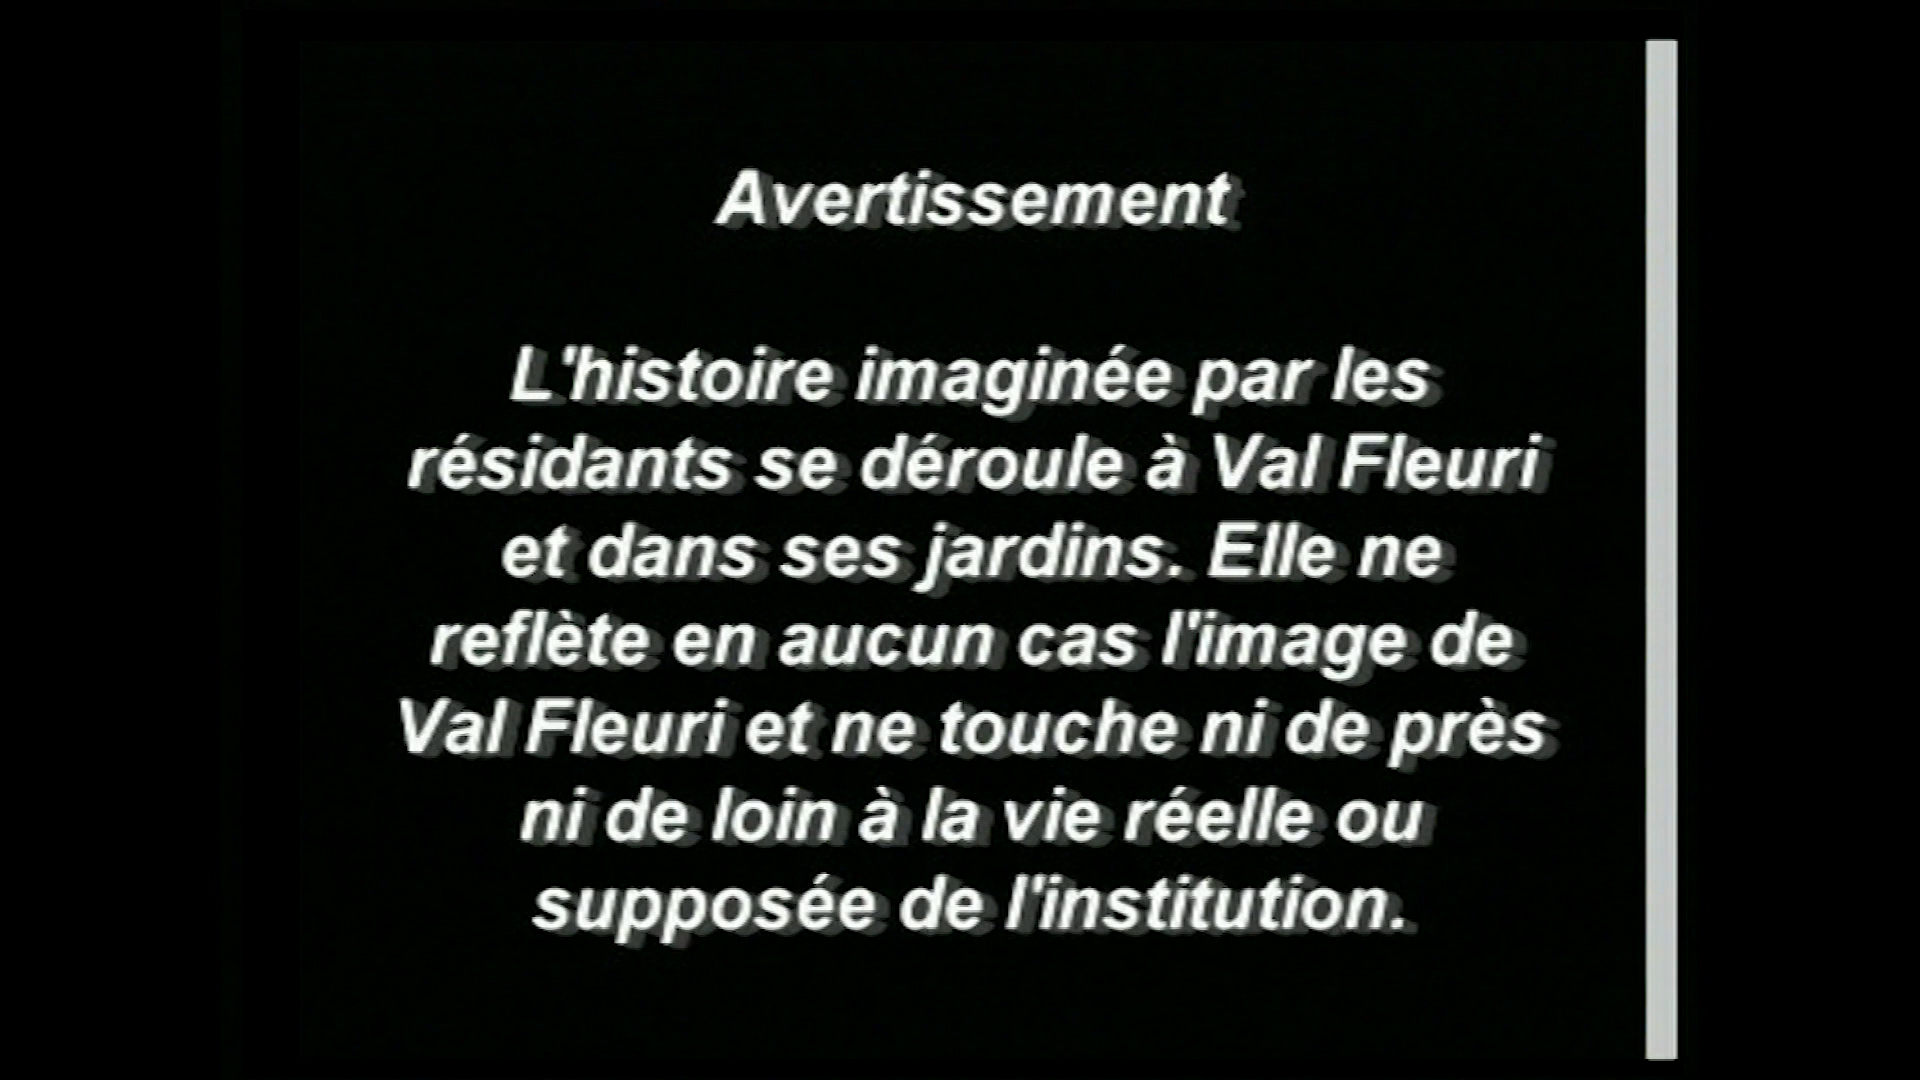 Avertissement
L'histoire imaginée par les
résidants se déroule à Val Fleuri
et dans ses jardins. Elle ne
reflète en aucun cas l'image de
Val Fleuri et ne touche ni de près
ni de loin à la vie réelle ou
supposée de l'institution.